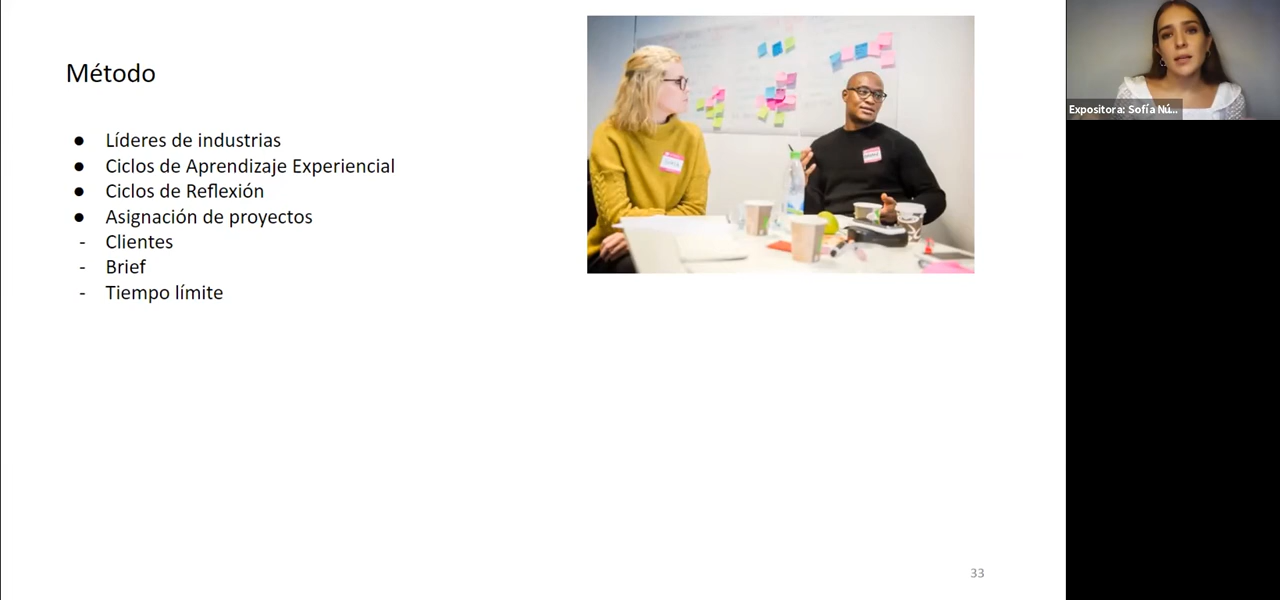 Método
● Líderes de industrias
● Ciclos de Aprendizaje Experiencial
● Ciclos de Reflexión
● Asignación de proyectos
- Clientes
- Brief
- Tiempo límite
33
Expositora: Sofía Nú...